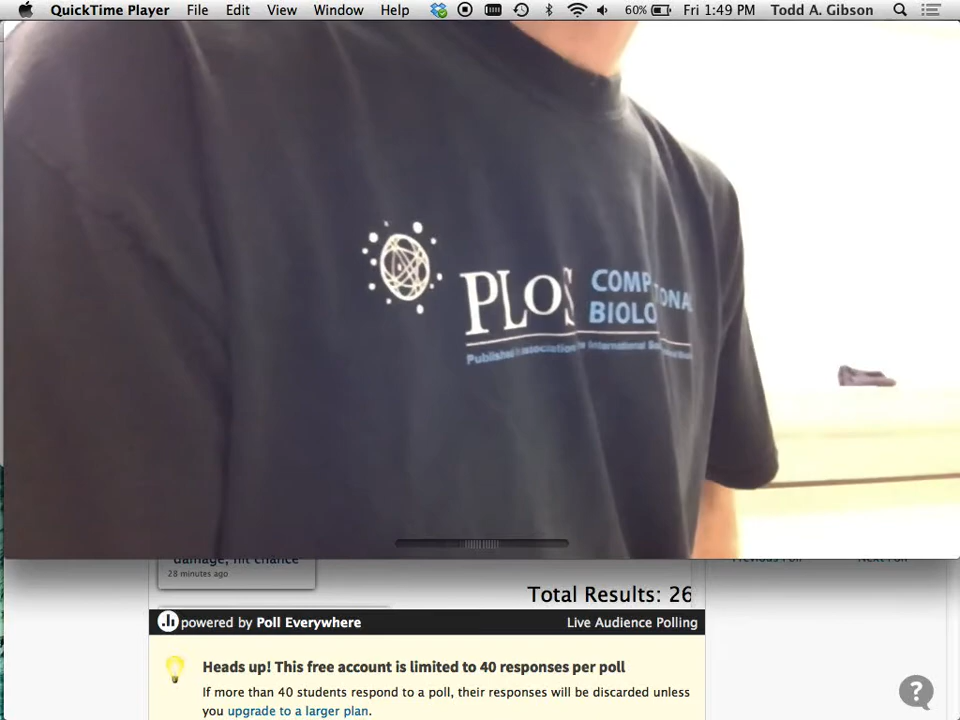 QuickTime Player File Edit View Window Help 60% Fri 1:49 PM Todd A. Gibson
PLoS
BIOLO
28 minutes ago
Total Results: 26
powered by Poll Everywhere Live Audience Polling
Heads up! This free account is limited to 40 responses per poll
If more than 40 students respond to a poll, their responses will be discarded unless
you upgrade to a larger plan.
?